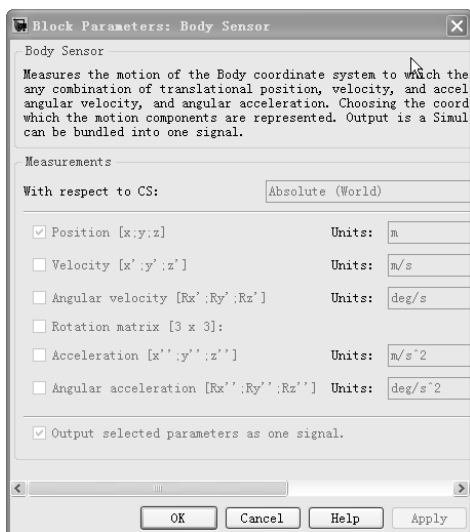 Block Parameters: Body Sensor
Body Sensor
Measures the motion of the Body coordinate system to which the
any combination of translational position, velocity, and accel
angular velocity, and angular acceleration. Choosing the coord
which the motion components are represented. Output is a Simul
can be bundled into one signal.
Measurements
With respect to CS: Absolute (World)
Position [x;y;z] Units: m
Velocity [x';y';z'] Units: m/s
Angular velocity [Rx';Ry';Rz'] Units: deg/s
Rotation matrix [3 x 3]:
Acceleration [x'';y'';z''] Units: m/s^2
Angular acceleration [Rx'';Ry'';Rz''] Units: deg/s^2
Output selected parameters as one signal.
OK Cancel Help Apply